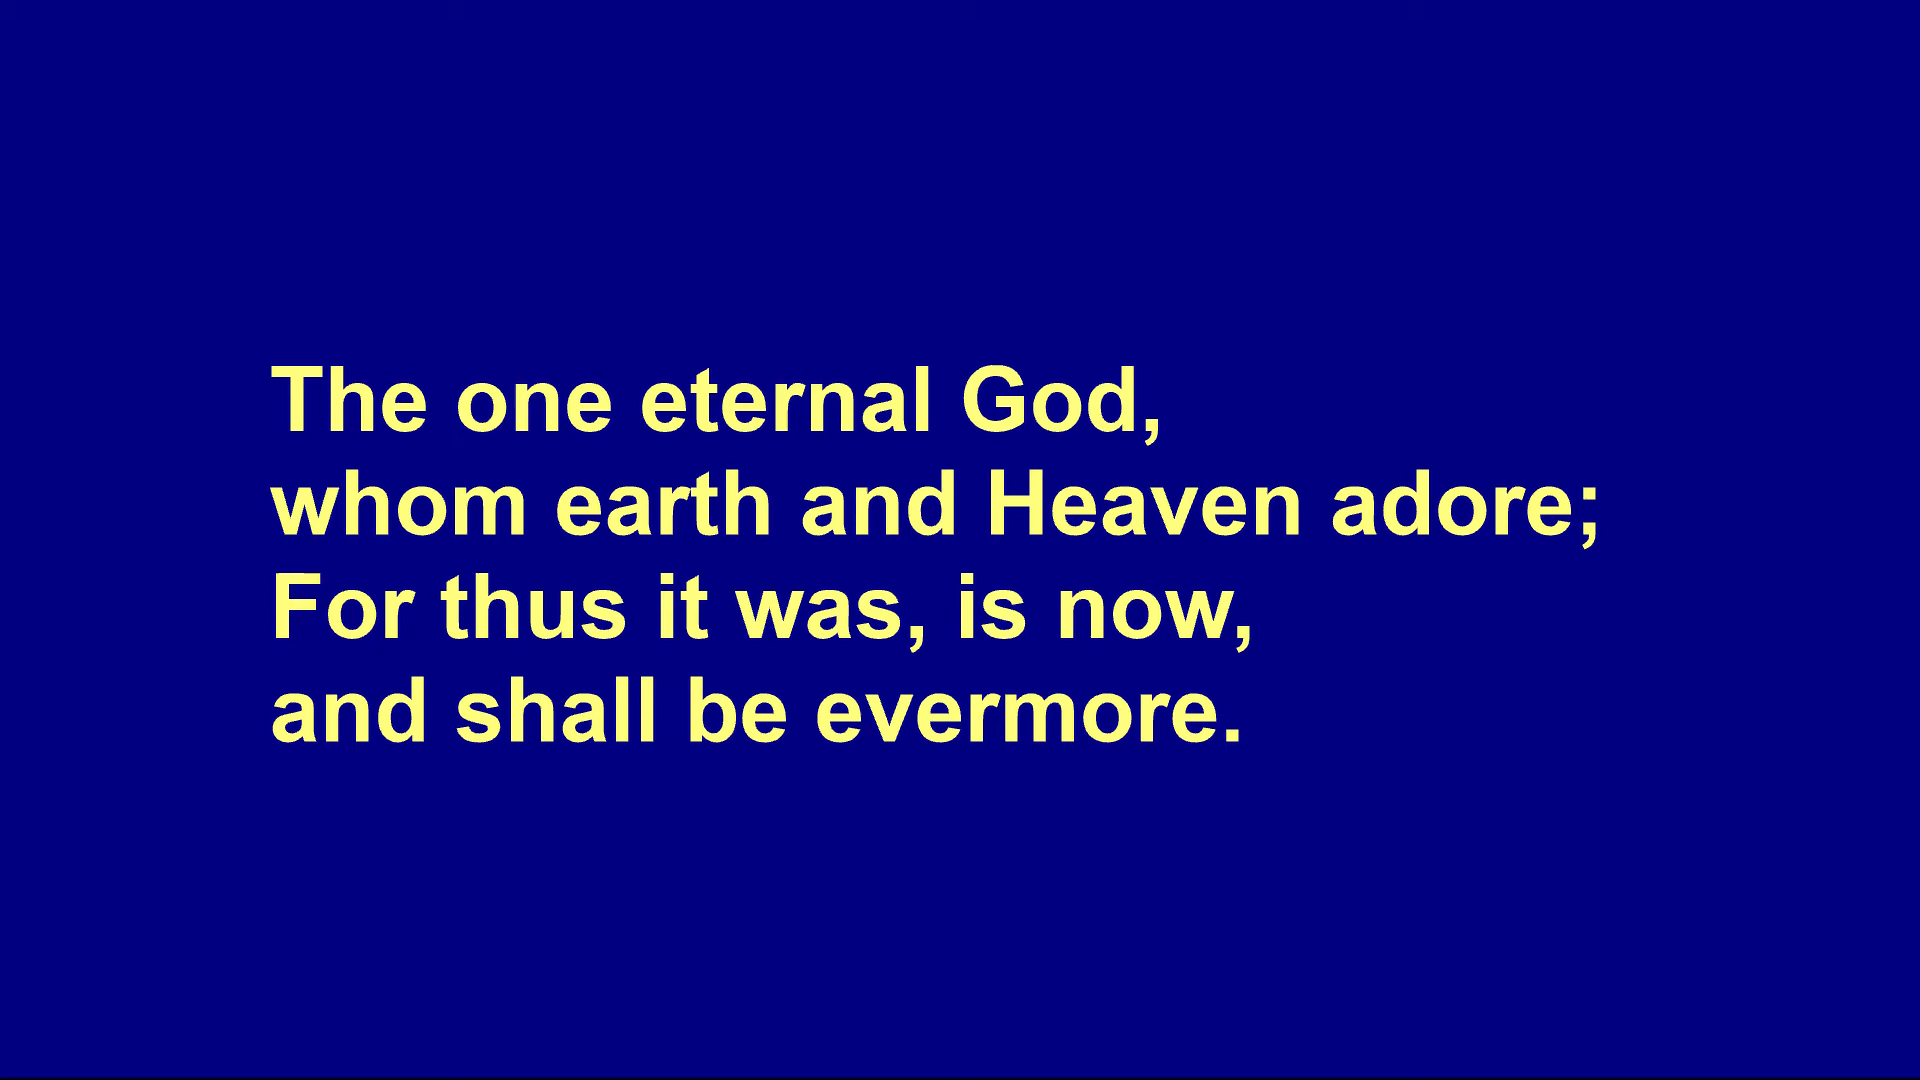 The one eternal God,
whom earth and Heaven adore;
For thus it was, is now,
and shall be evermore.